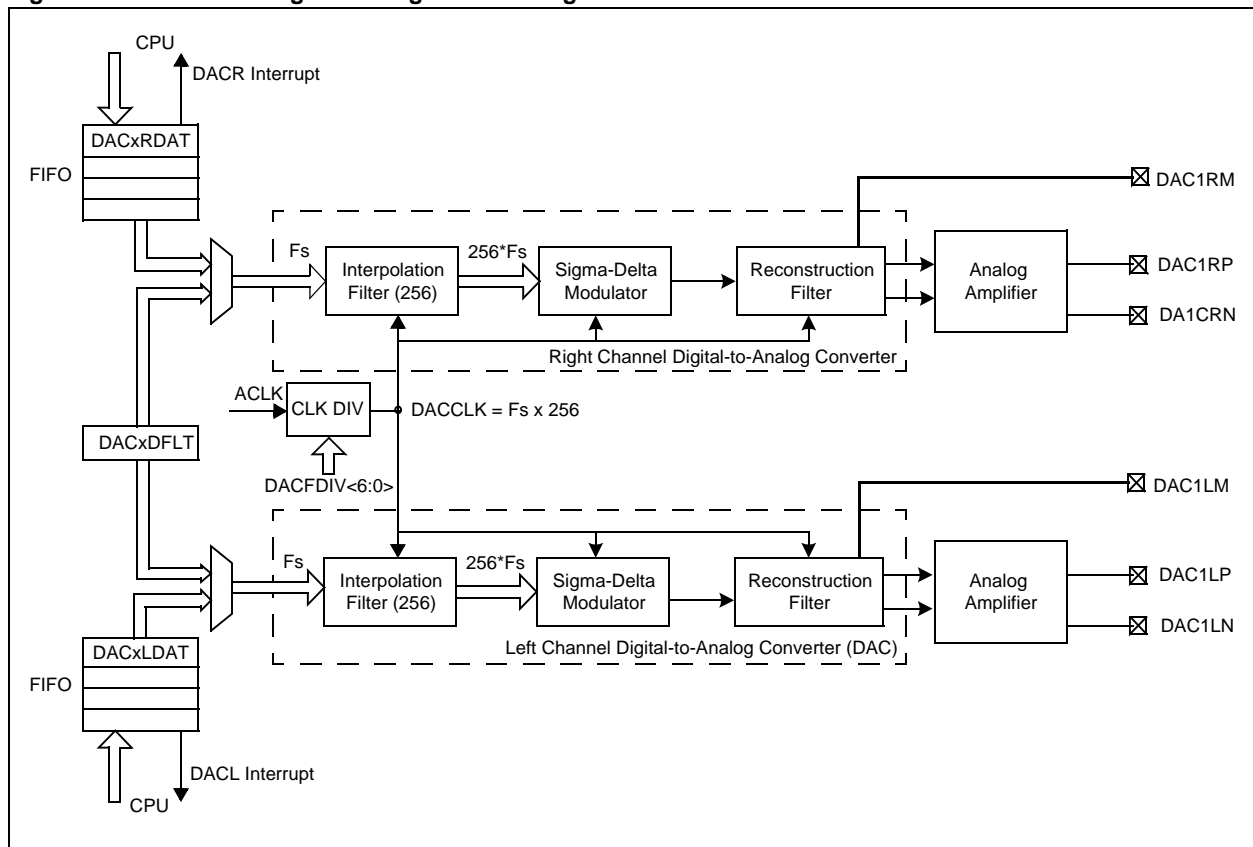 CPU
DACR Interrupt
DACxRDAT
FIFO
DAC1RM
Fs
256*Fs
Interpolation
Filter (256)
Sigma-Delta
Modulator
Reconstruction
Filter
Analog
Amplifier
DAC1RP
DA1CRN
Right Channel Digital-to-Analog Converter
ACLK
CLK DIV
DACCLK = Fs x 256
DACxDFLT
DACFDIV<6:0>
DAC1LM
Fs
256*Fs
Interpolation
Filter (256)
Sigma-Delta
Modulator
Reconstruction
Filter
Analog
Amplifier
DAC1LP
DAC1LN
Left Channel Digital-to-Analog Converter (DAC)
DACxLDAT
FIFO
DACL Interrupt
CPU